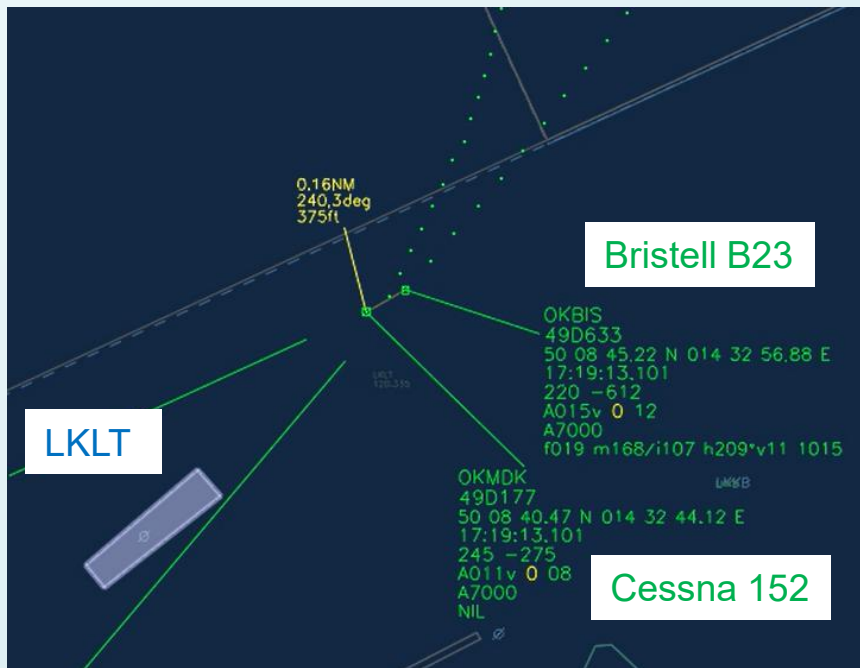 0.16NM
240,3deg
375ft
Bristell B23
OKBIS
49D633
50 08 45.22 N 014 32 56.88 E
17:19:13.101
220 -612
A015v 0 12
A7000
f019 m168/i107 h209*v11 1015
LKLT
120.335
LKLT
OKMDK
49D177
50 08 40.47 N 014 32 44.12 E
17:19:13.101
245 -275
A011v 0 08
A7000
NIL
Cessna 152